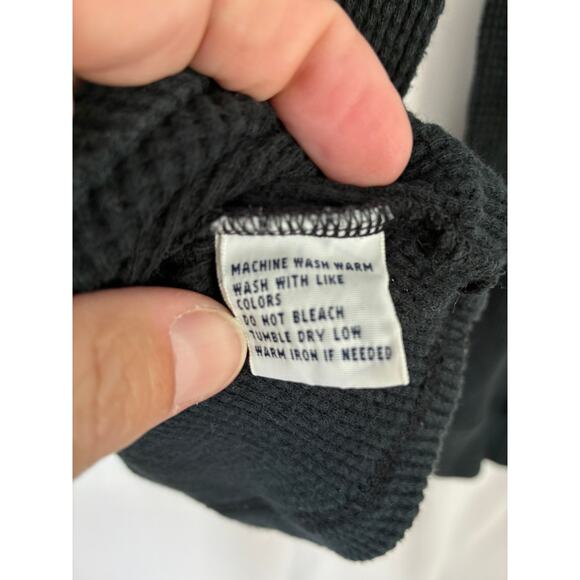 MACHINE WASH WARM
WASH WITH LIKE
COLORS
DO NOT BLEACH
TUMBLE DRY LOW
WARM IRON IF NEEDED